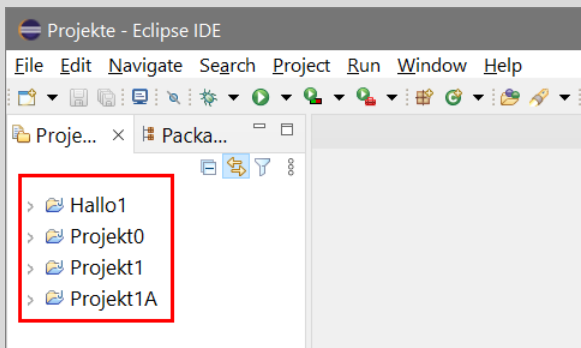 Projekte - Eclipse IDE
File Edit Navigate Search Project Run Window Help
Proje... Packa...
Hallo1
Projekt0
Projekt1
Projekt1A